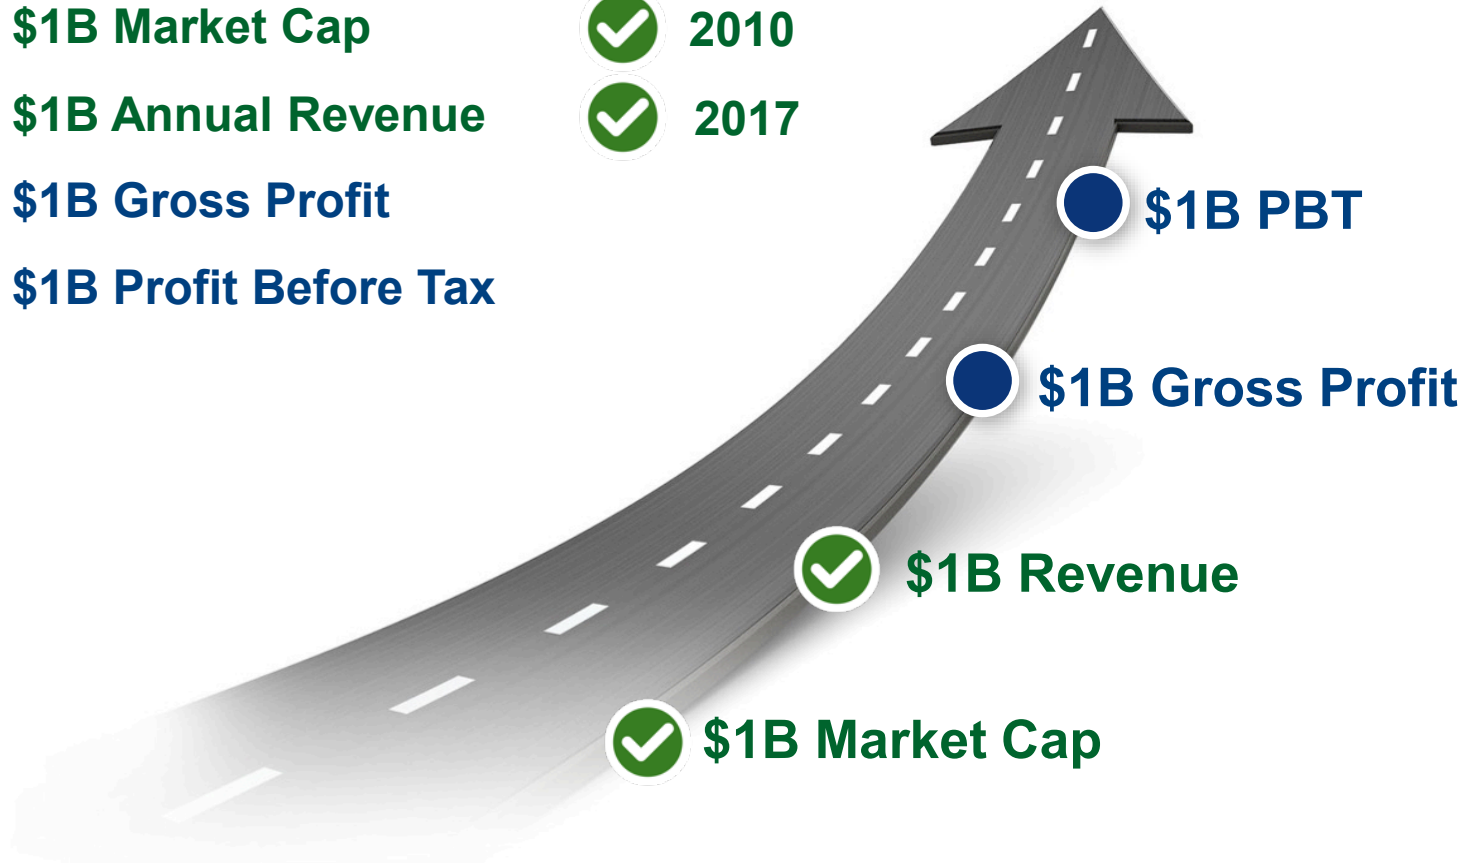 $1B Market Cap 2010
$1B Annual Revenue 2017
$1B Gross Profit
$1B Profit Before Tax
$1B PBT
$1B Gross Profit
$1B Revenue
$1B Market Cap